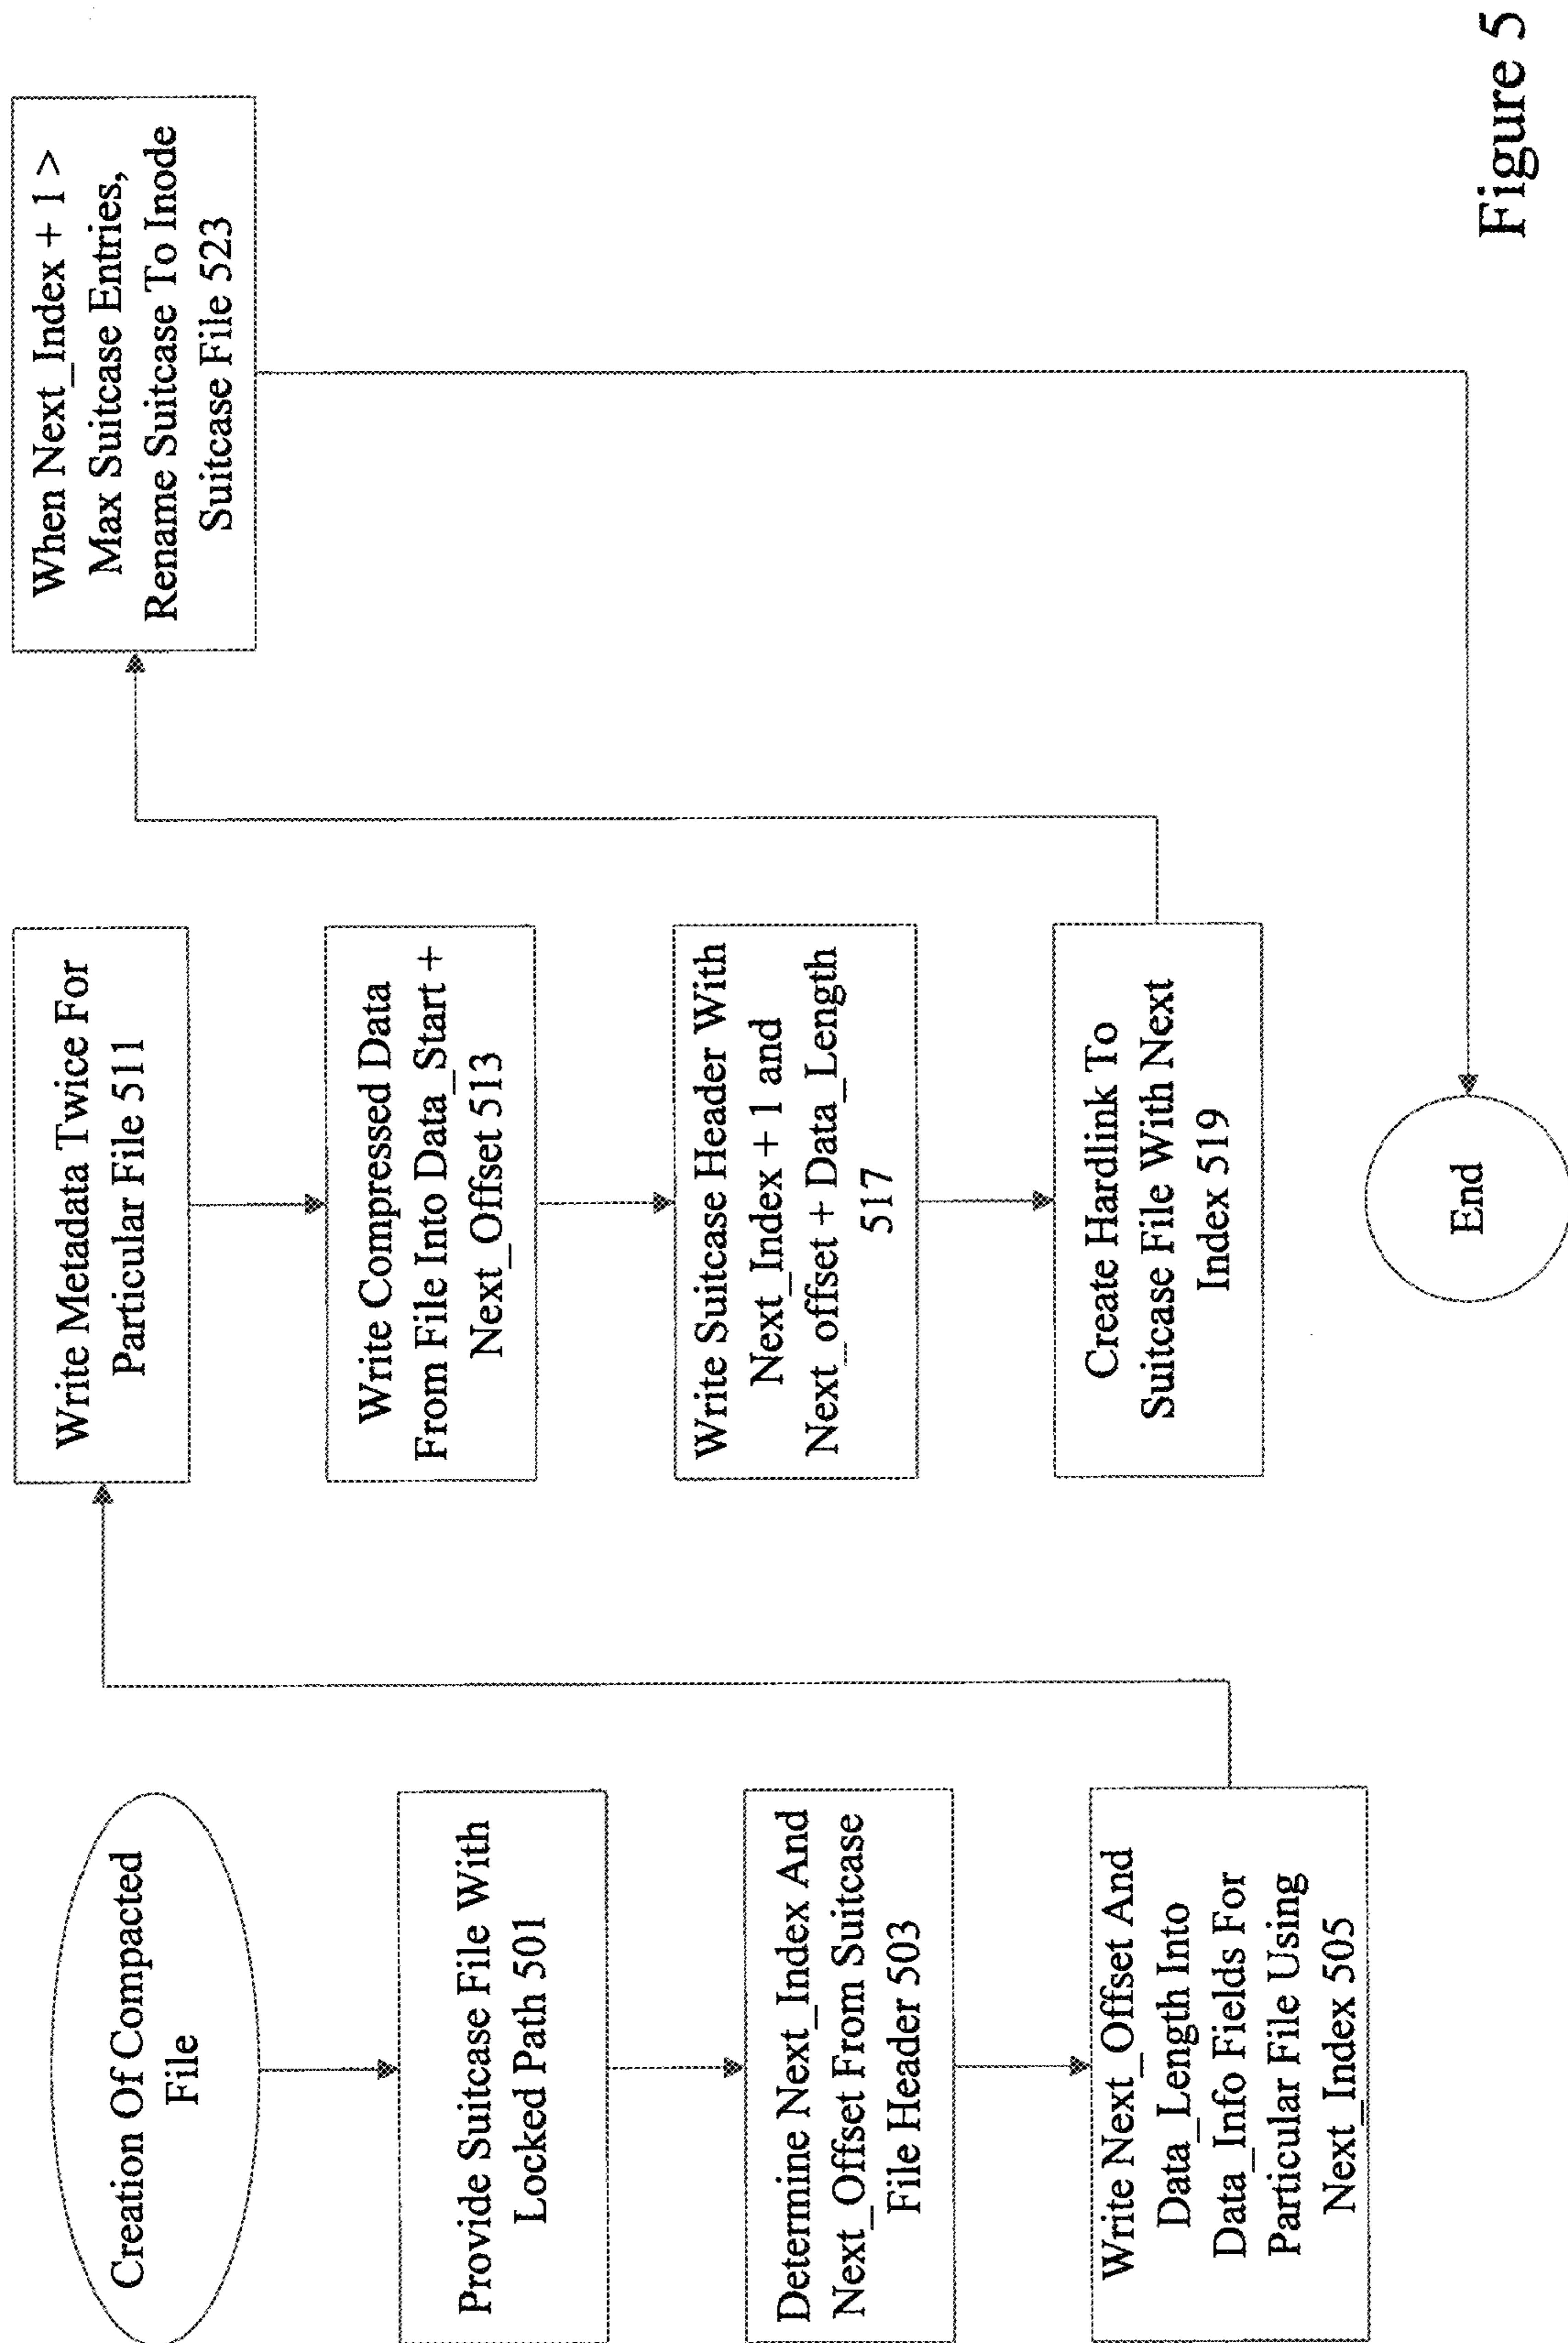 Creation Of Compacted
File
Provide Suitcase File With
Locked Path 501
Determine Next_Index And
Next_Offset From Suitcase
File Header 503
Write Next_Offset And
Data_Length Into
Data_Info Fields For
Particular File Using
Next_Index 505
Write Metadata Twice For
Particular File 511
Write Compressed Data
From File Into Data_Start +
Next_Offset 513
Write Suitcase Header With
Next_Index + 1 and
Next_offset + Data_Length
517
Create Hardlink To
Suitcase File With Next
Index 519
When Next_Index + 1 >
Max Suitcase Entries,
Rename Suitcase To Inode
Suitcase File 523
End
Figure 5